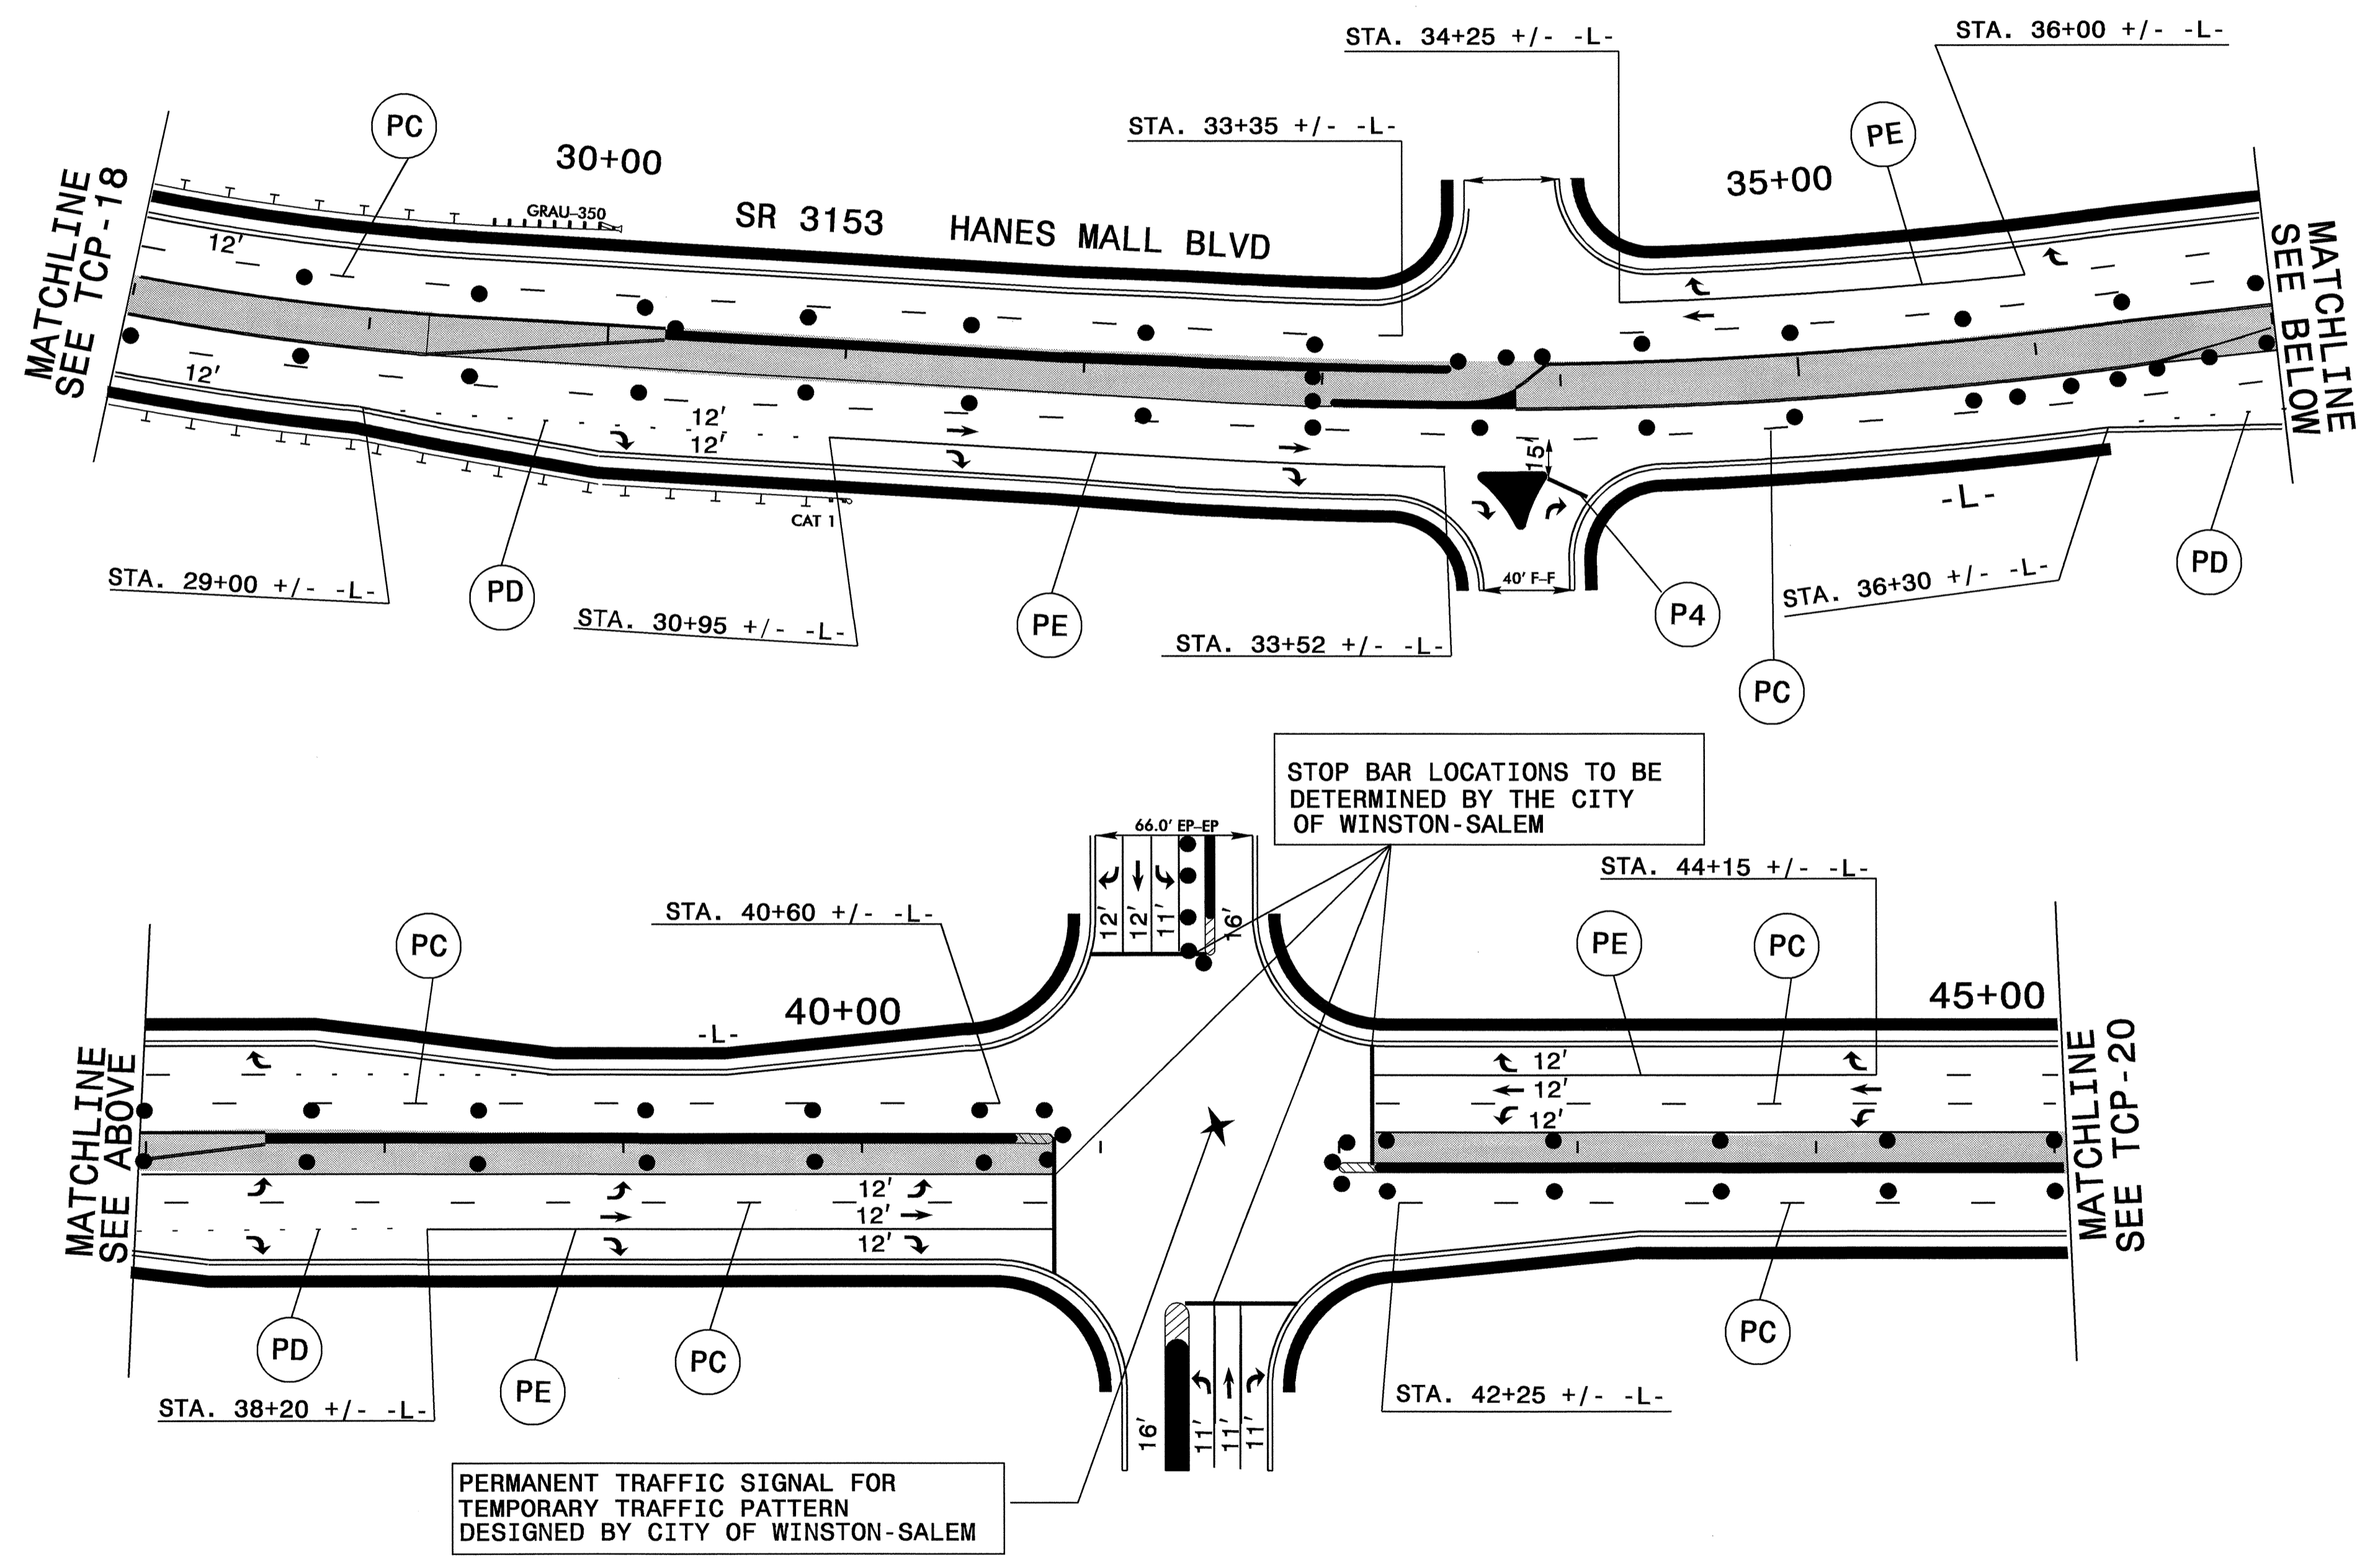 STA. 34+25 +/- -L-
STA. 36+00 +/- -L-
PC
STA. 33+35 +/- -L-
PE
30+00
35+00
MATCHLINE
SEE TCP-18
GRAU-350
SR 3153 HANES MALL BLVD
12'
12'
12'
12'
MATCHLINE
SEE BELOW
15'
CAT 1
-L-
STA. 29+00 +/- -L-
PD
STA. 30+95 +/- -L-
PE
STA. 33+52 +/- -L-
40' F-F
P4
STA. 36+30 +/- -L-
PD
PC
STOP BAR LOCATIONS TO BE
DETERMINED BY THE CITY
OF WINSTON-SALEM
66.0' EP-EP
12'
12'
11'
16'
STA. 44+15 +/- -L-
STA. 40+60 +/- -L-
PC
PE
PC
40+00
45+00
-L-
MATCHLINE
SEE ABOVE
12'
12'
12'
12'
12'
12'
MATCHLINE
SEE TCP-20
PD
PE
PC
PC
STA. 38+20 +/- -L-
STA. 42+25 +/- -L-
16'
11'
11'
11'
PERMANENT TRAFFIC SIGNAL FOR
TEMPORARY TRAFFIC PATTERN
DESIGNED BY CITY OF WINSTON-SALEM